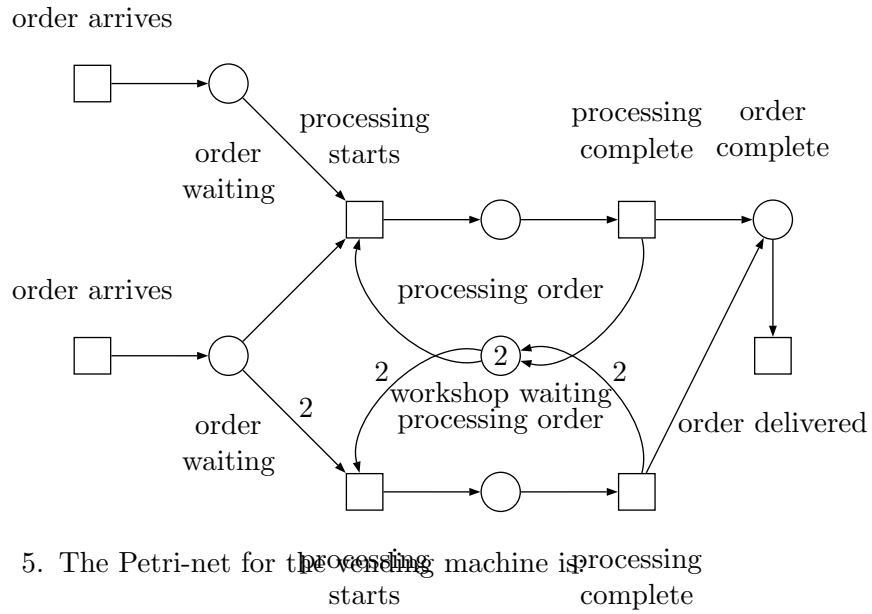 order arrives
processing
starts
processing
complete
order
complete
order
waiting
order arrives
processing order
2
2
2
workshop waiting
processing order
2
order
waiting
order delivered
5. The Petri-net for the vending machine is:
processing
starts
processing
complete